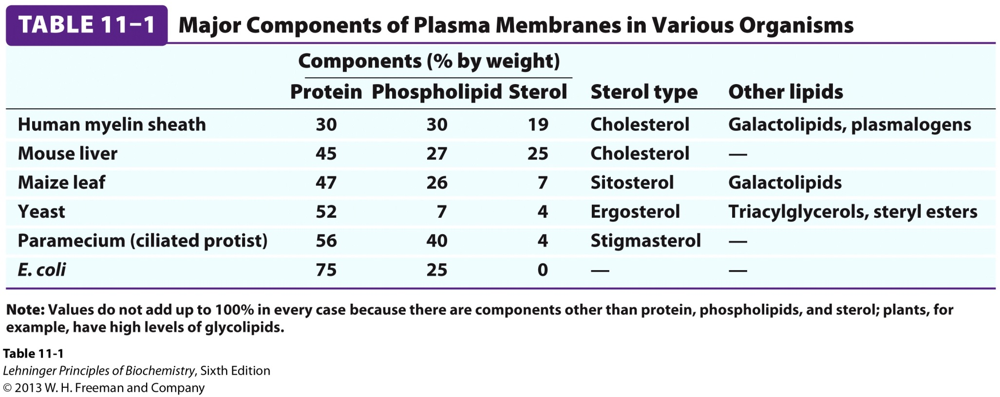 TABLE 11–1 Major Components of Plasma Membranes in Various Organisms
Components (% by weight)
Protein Phospholipid Sterol Sterol type Other lipids
Human myelin sheath 30 30 19 Cholesterol Galactolipids, plasmalogens
Mouse liver 45 27 25 Cholesterol —
Maize leaf 47 26 7 Sitosterol Galactolipids
Yeast 52 7 4 Ergosterol Triacylglycerols, steryl esters
Paramecium (ciliated protist) 56 40 4 Stigmasterol —
E. coli 75 25 0 — —
Note: Values do not add up to 100% in every case because there are components other than protein, phospholipids, and sterol; plants, for
example, have high levels of glycolipids.
Table 11-1
Lehninger Principles of Biochemistry, Sixth Edition
© 2013 W. H. Freeman and Company